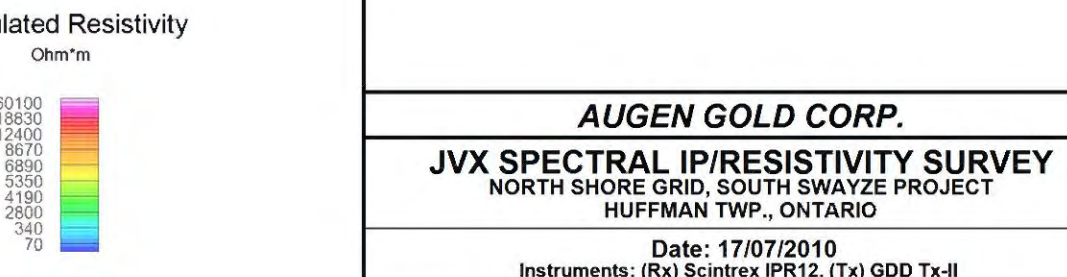 Resistivity
Ohm*m
60100
18830
12400
8670
6890
5350
4190
2800
340
70
AUGEN GOLD CORP.
JVX SPECTRAL IP/RESISTIVITY SURVEY
NORTH SHORE GRID, SOUTH SWAYZE PROJECT
HUFFMAN TWP., ONTARIO
Date: 17/07/2010
Instruments: (Rx) Scintrex IPR12, (Tx) GDD Tx-II